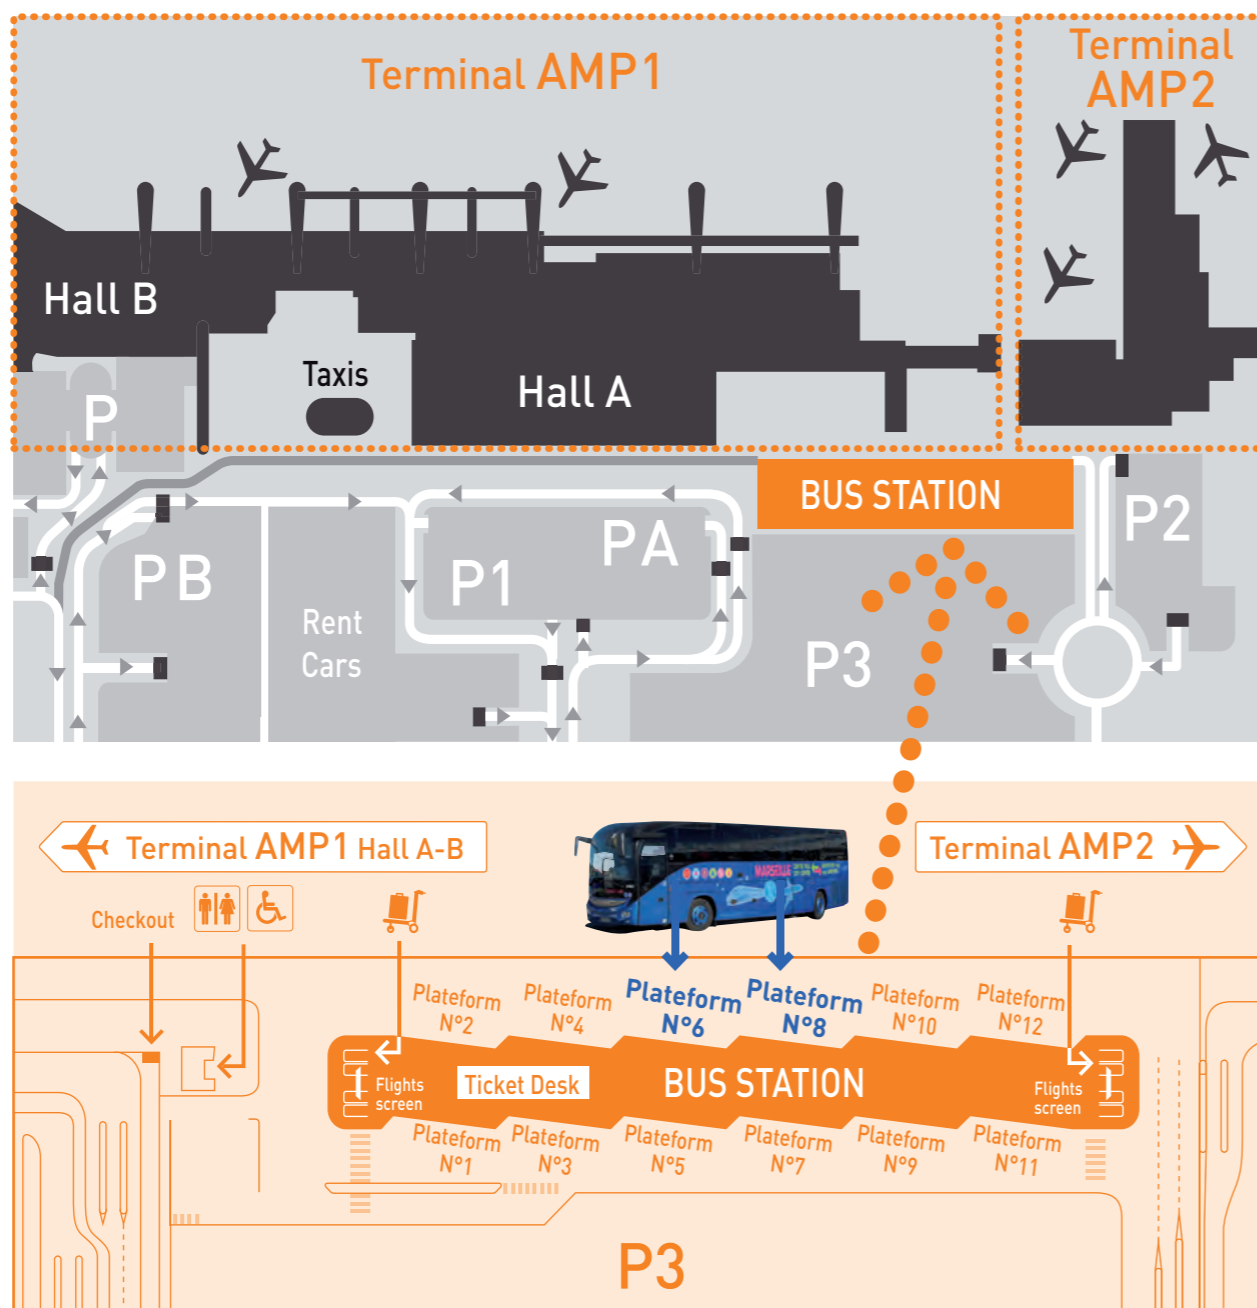 Terminal AMP1
Terminal
AMP2
Hall B
Taxis
Hall A
P
BUS STATION
P2
PB
P1
PA
Rent
Cars
P3
Terminal AMP1 Hall A-B
Terminal AMP2
MARSEILLE
Checkout
Plateform
N°2
Plateform
N°4
Plateform
N°6
Plateform
N°8
Plateform
N°10
Plateform
N°12
Flights
screen
Ticket Desk
BUS STATION
Flights
screen
Plateform
N°1
Plateform
N°3
Plateform
N°5
Plateform
N°7
Plateform
N°9
Plateform
N°11
P3